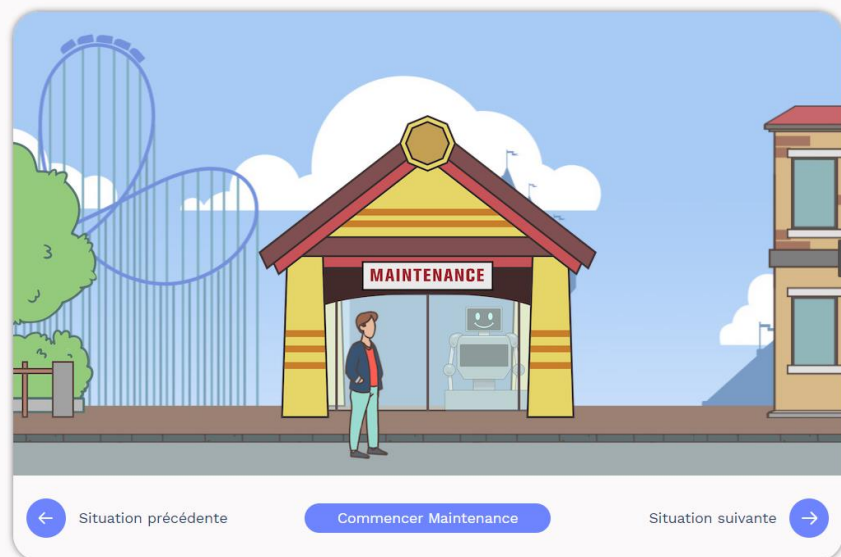 MAINTENANCE
Situation précédente
Commencer Maintenance
Situation suivante